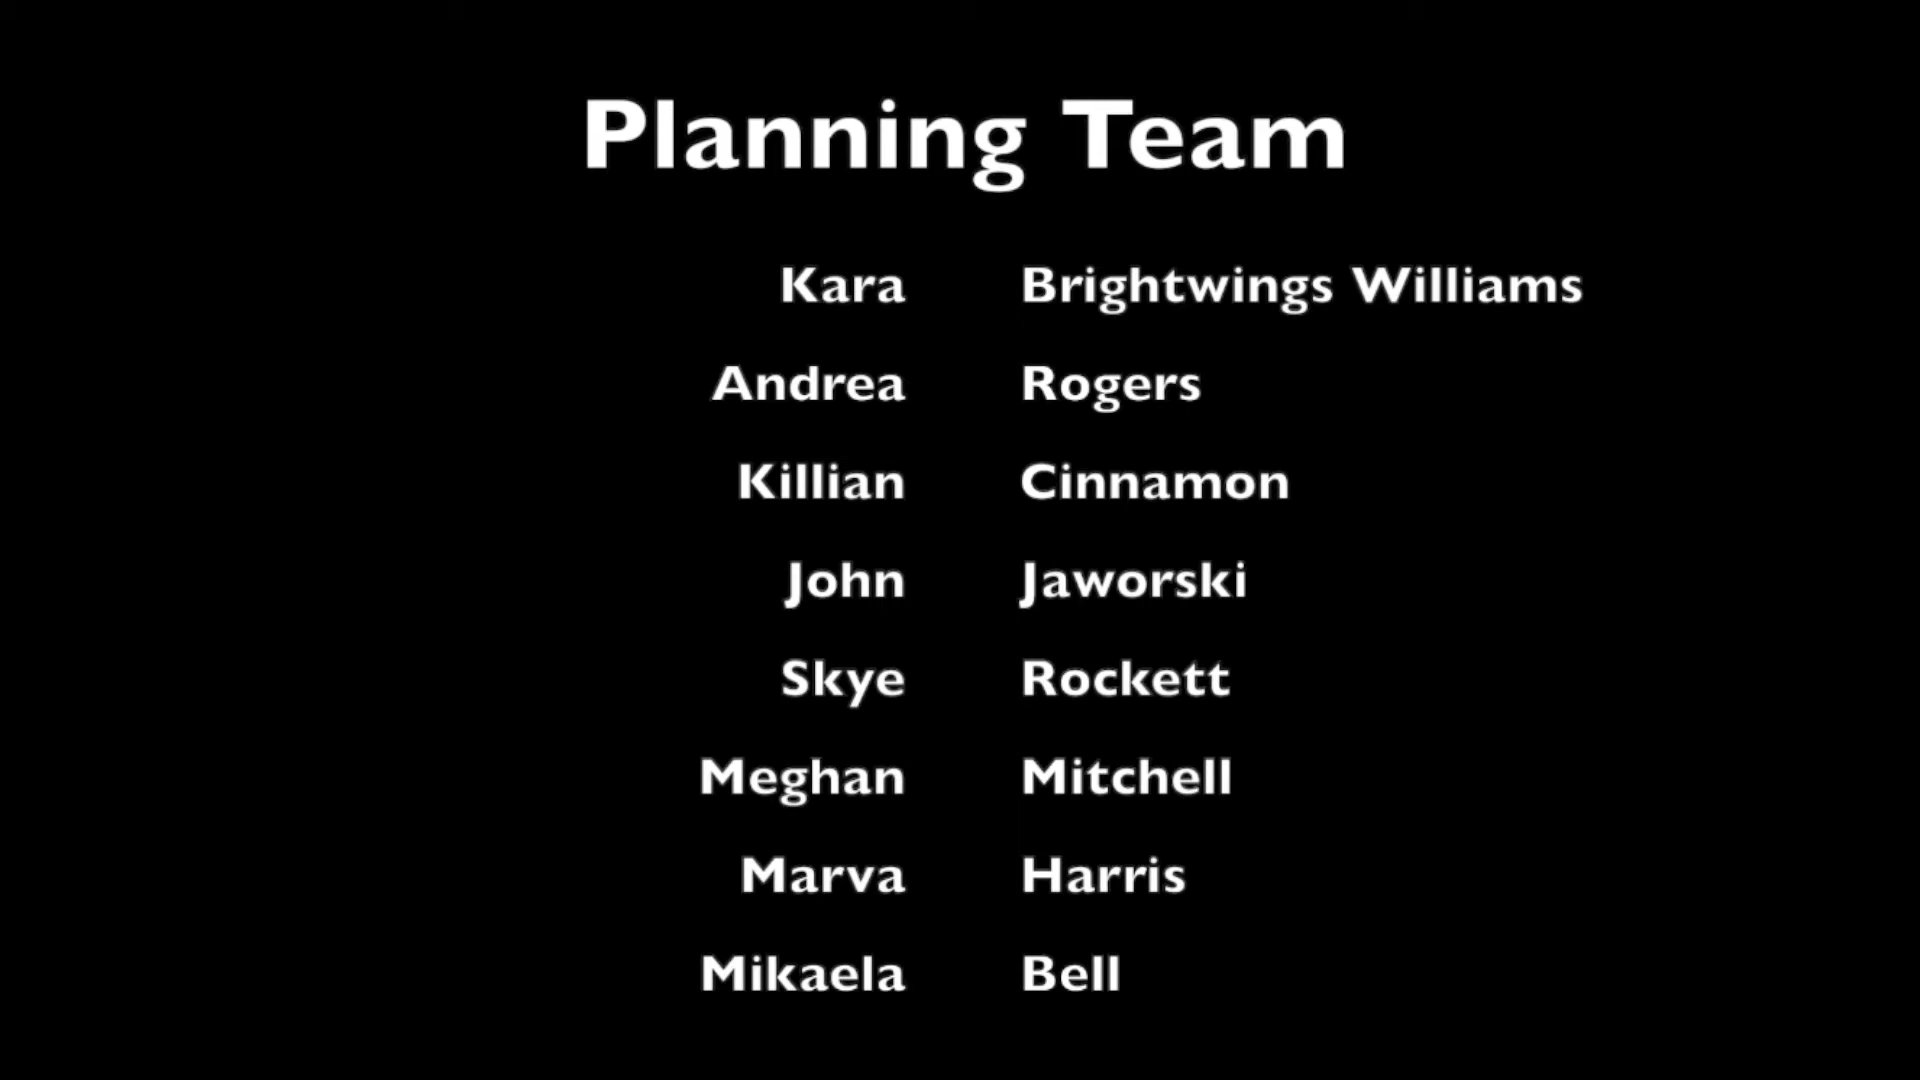 Planning Team
Kara Brightwings Williams
Andrea Rogers
Killian Cinnamon
John Jaworski
Skye Rockett
Meghan Mitchell
Marva Harris
Mikaela Bell